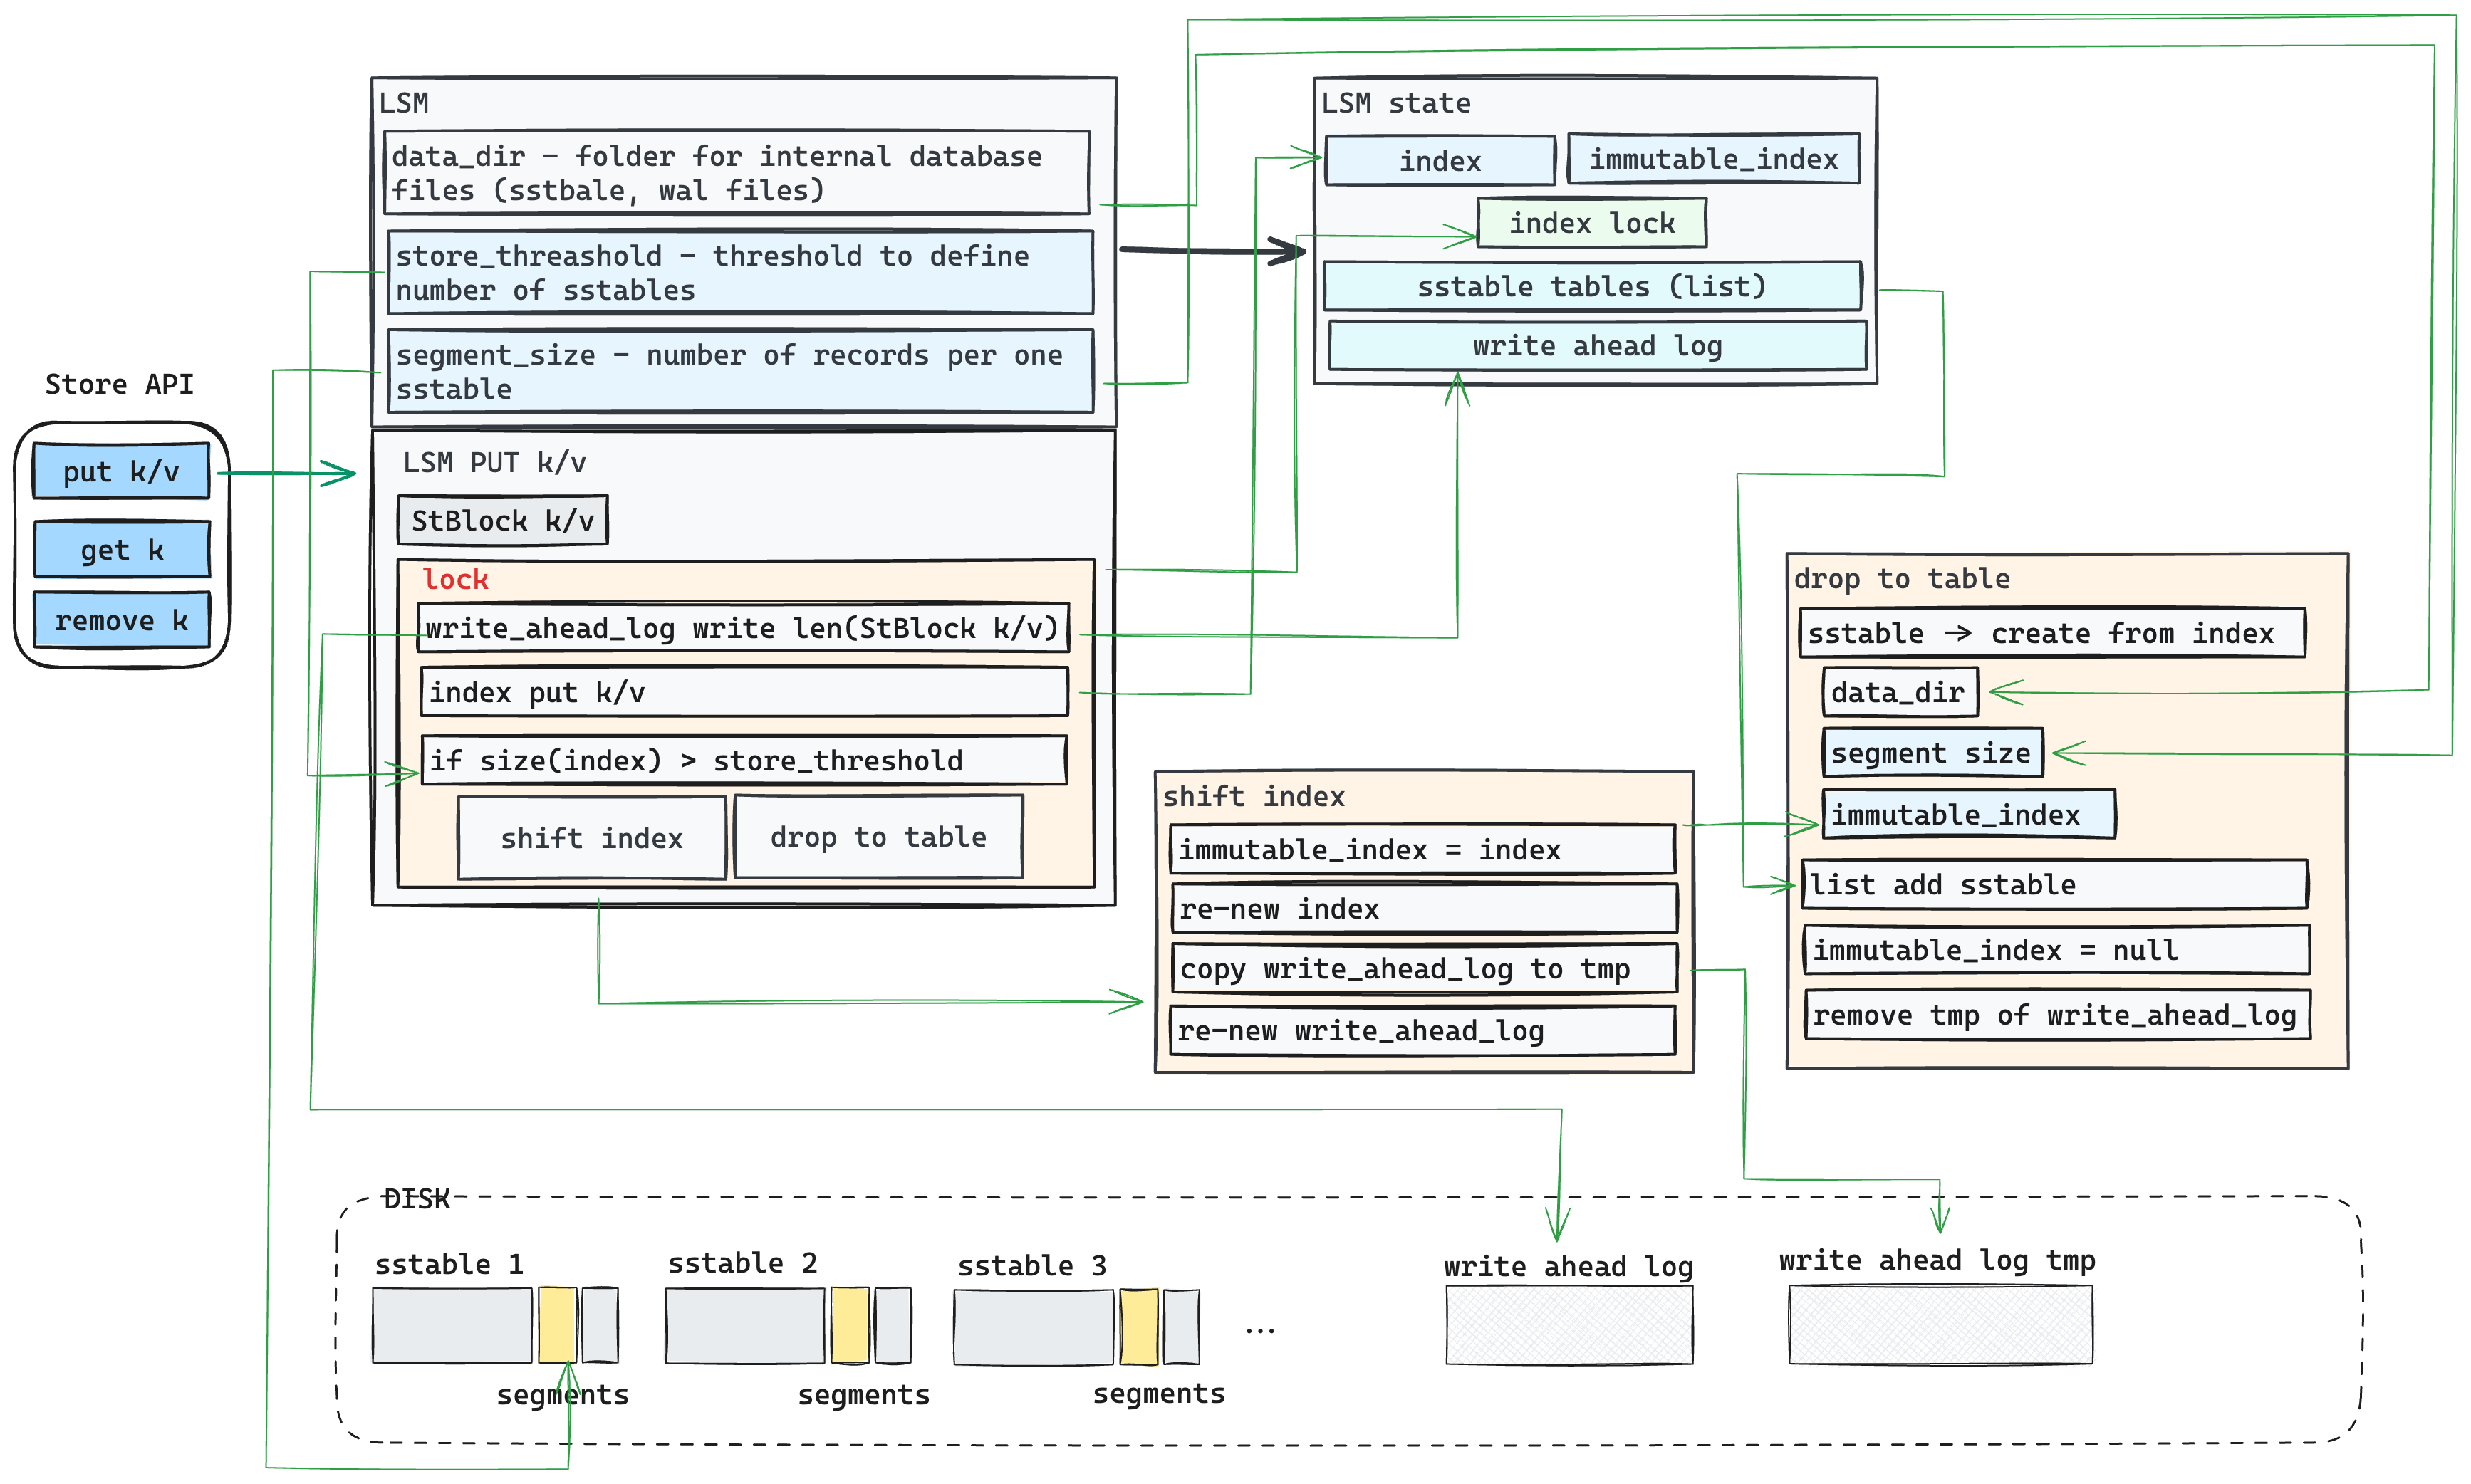 LSM
data_dir – folder for internal database
files (sstbale, wal files)
store_threashold – threshold to define
number of sstables
segment_size – number of records per one
sstable
LSM state
index
immutable_index
index lock
sstable tables (list)
write ahead log
Store API
put k/v
get k
remove k
LSM PUT k/v
StBlock k/v
lock
write_ahead_log write len(StBlock k/v)
index put k/v
if size(index) > store_threshold
shift index
drop to table
shift index
immutable_index = index
re-new index
copy write_ahead_log to tmp
re-new write_ahead_log
drop to table
sstable -> create from index
data_dir
segment size
immutable_index
list add sstable
immutable_index = null
remove tmp of write_ahead_log
DISK
sstable 1
segments
sstable 2
segments
sstable 3
segments
...
write ahead log
write ahead log tmp